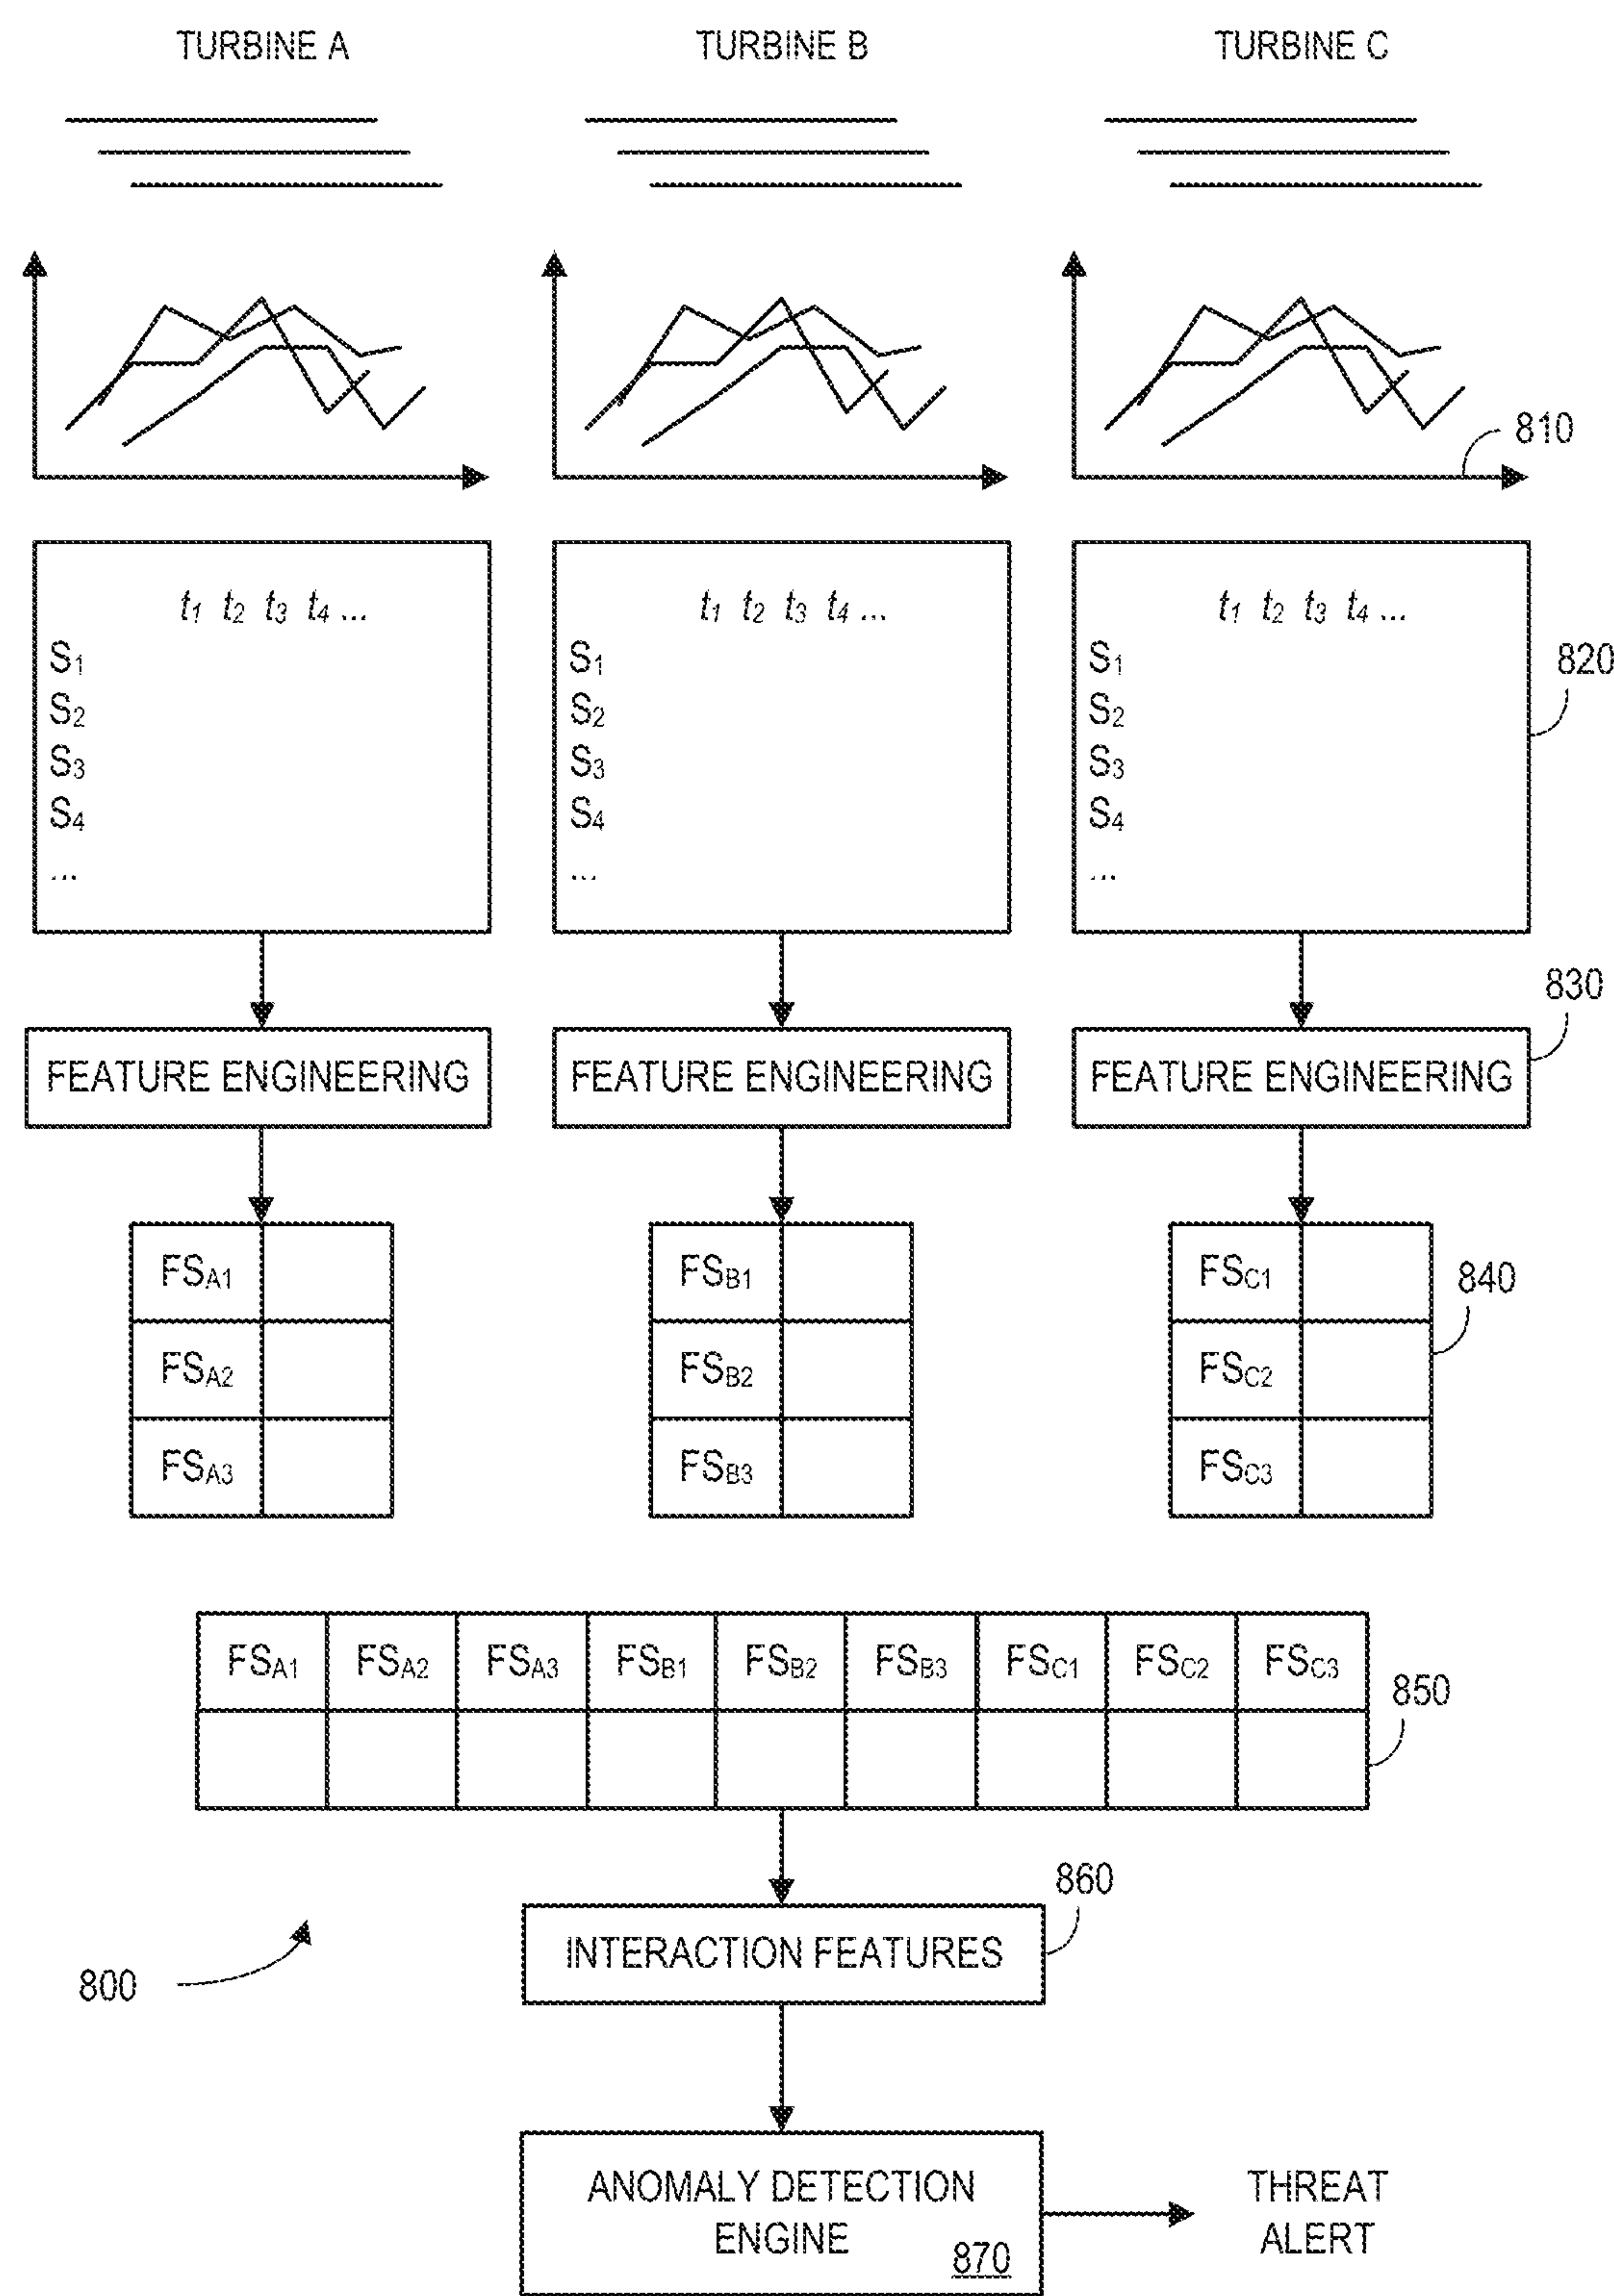 TURBINE A TURBINE B TURBINE C
810
t1 t2 t3 t4 ... t1 t2 t3 t4 ... t1 t2 t3 t4 ...
S1 S1 S1 820
S2 S2 S2
S3 S3 S3
S4 S4 S4
... ... ...
830
FEATURE ENGINEERING FEATURE ENGINEERING FEATURE ENGINEERING
FSA1 FSB1 FSC1 840
FSA2 FSB2 FSC2
FSA3 FSB3 FSC3
FSA1 FSA2 FSA3 FSB1 FSB2 FSB3 FSC1 FSC2 FSC3
850
860
INTERACTION FEATURES
800
ANOMALY DETECTION THREAT
ENGINE 870 ALERT